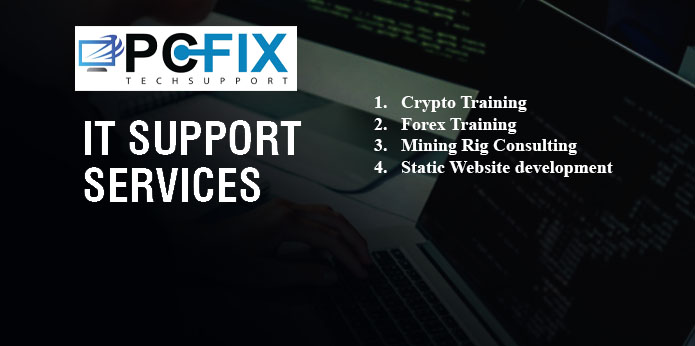 PCFIX
TECHSUPPORT
IT SUPPORT
SERVICES
1. Crypto Training
2. Forex Training
3. Mining Rig Consulting
4. Static Website development